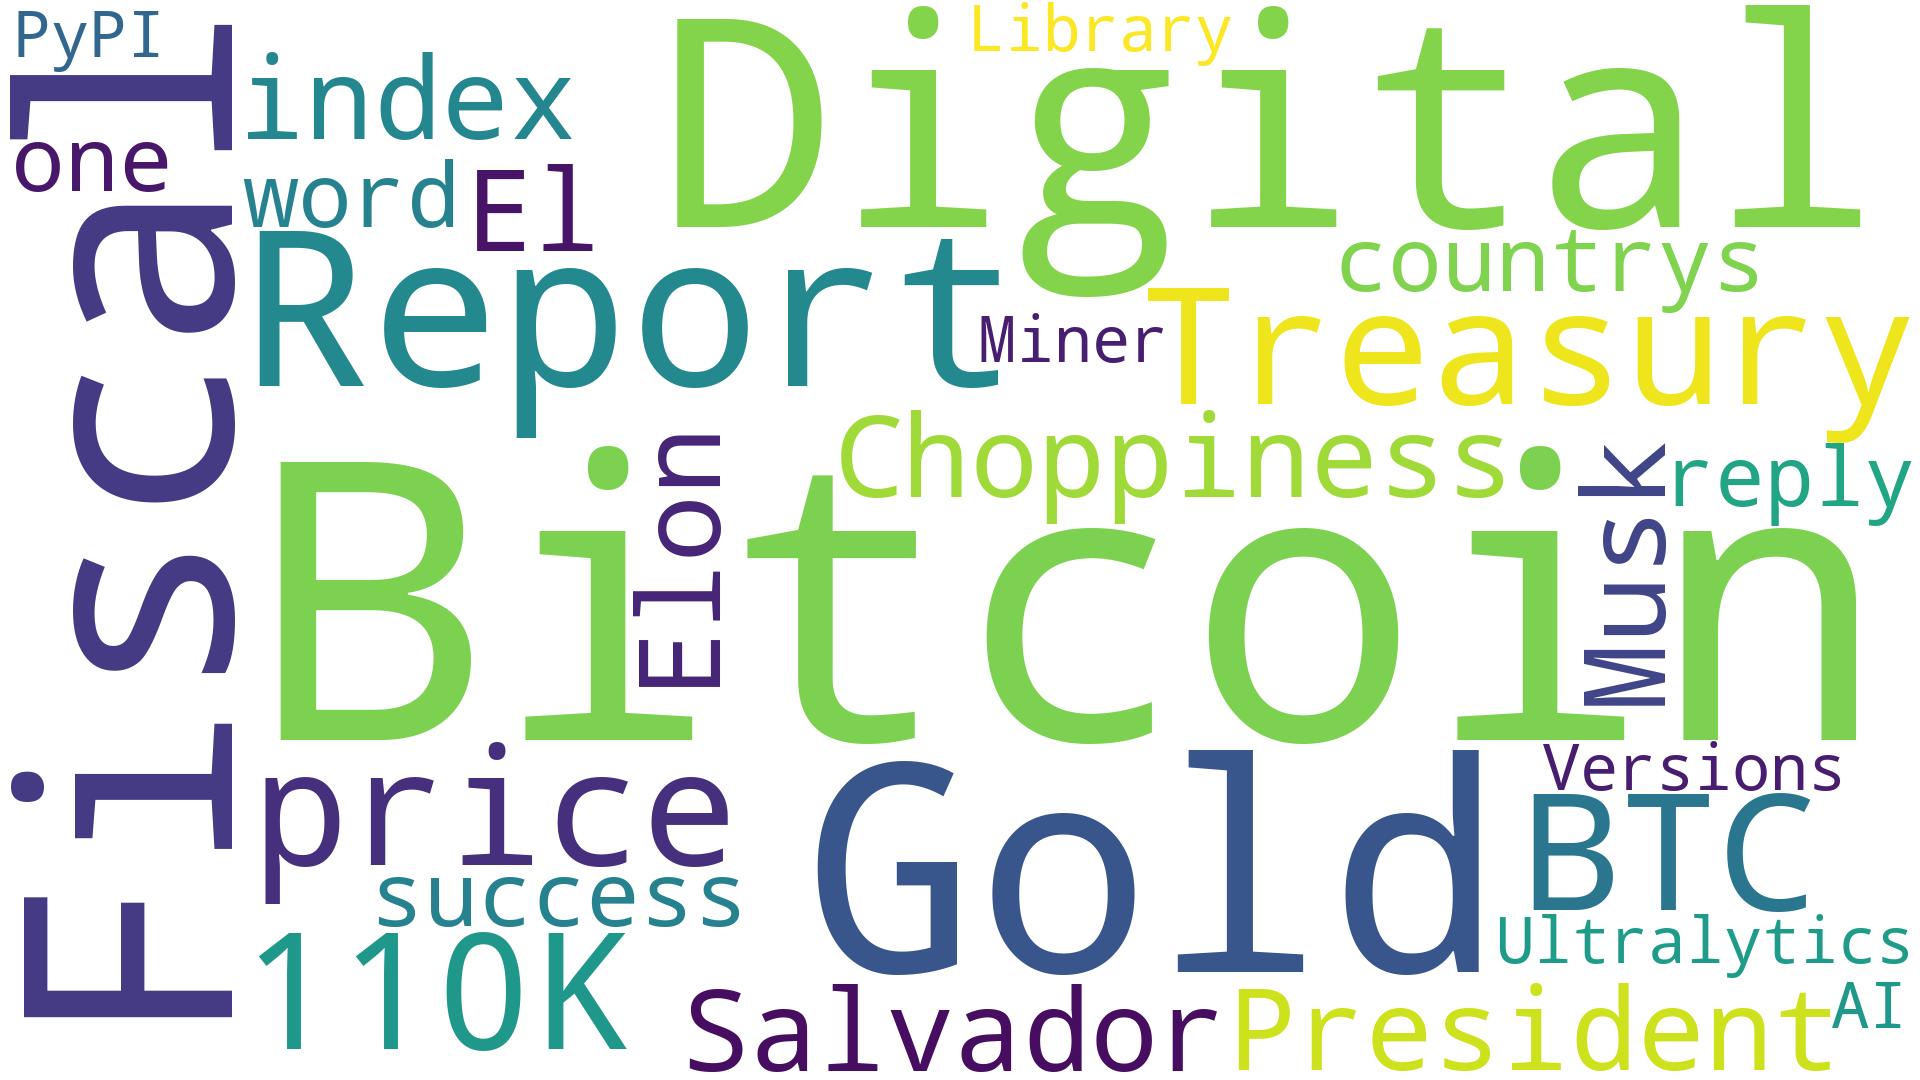 PyPI
Library
Digital
index
one
word
El
Fiscal
Report
countrys
Miner
Treasury
Choppiness
Elon
Musk
reply
Bitcoin
price
Gold
Versions
BTC
success
110K
Ultralytics
Salvador
President
AI